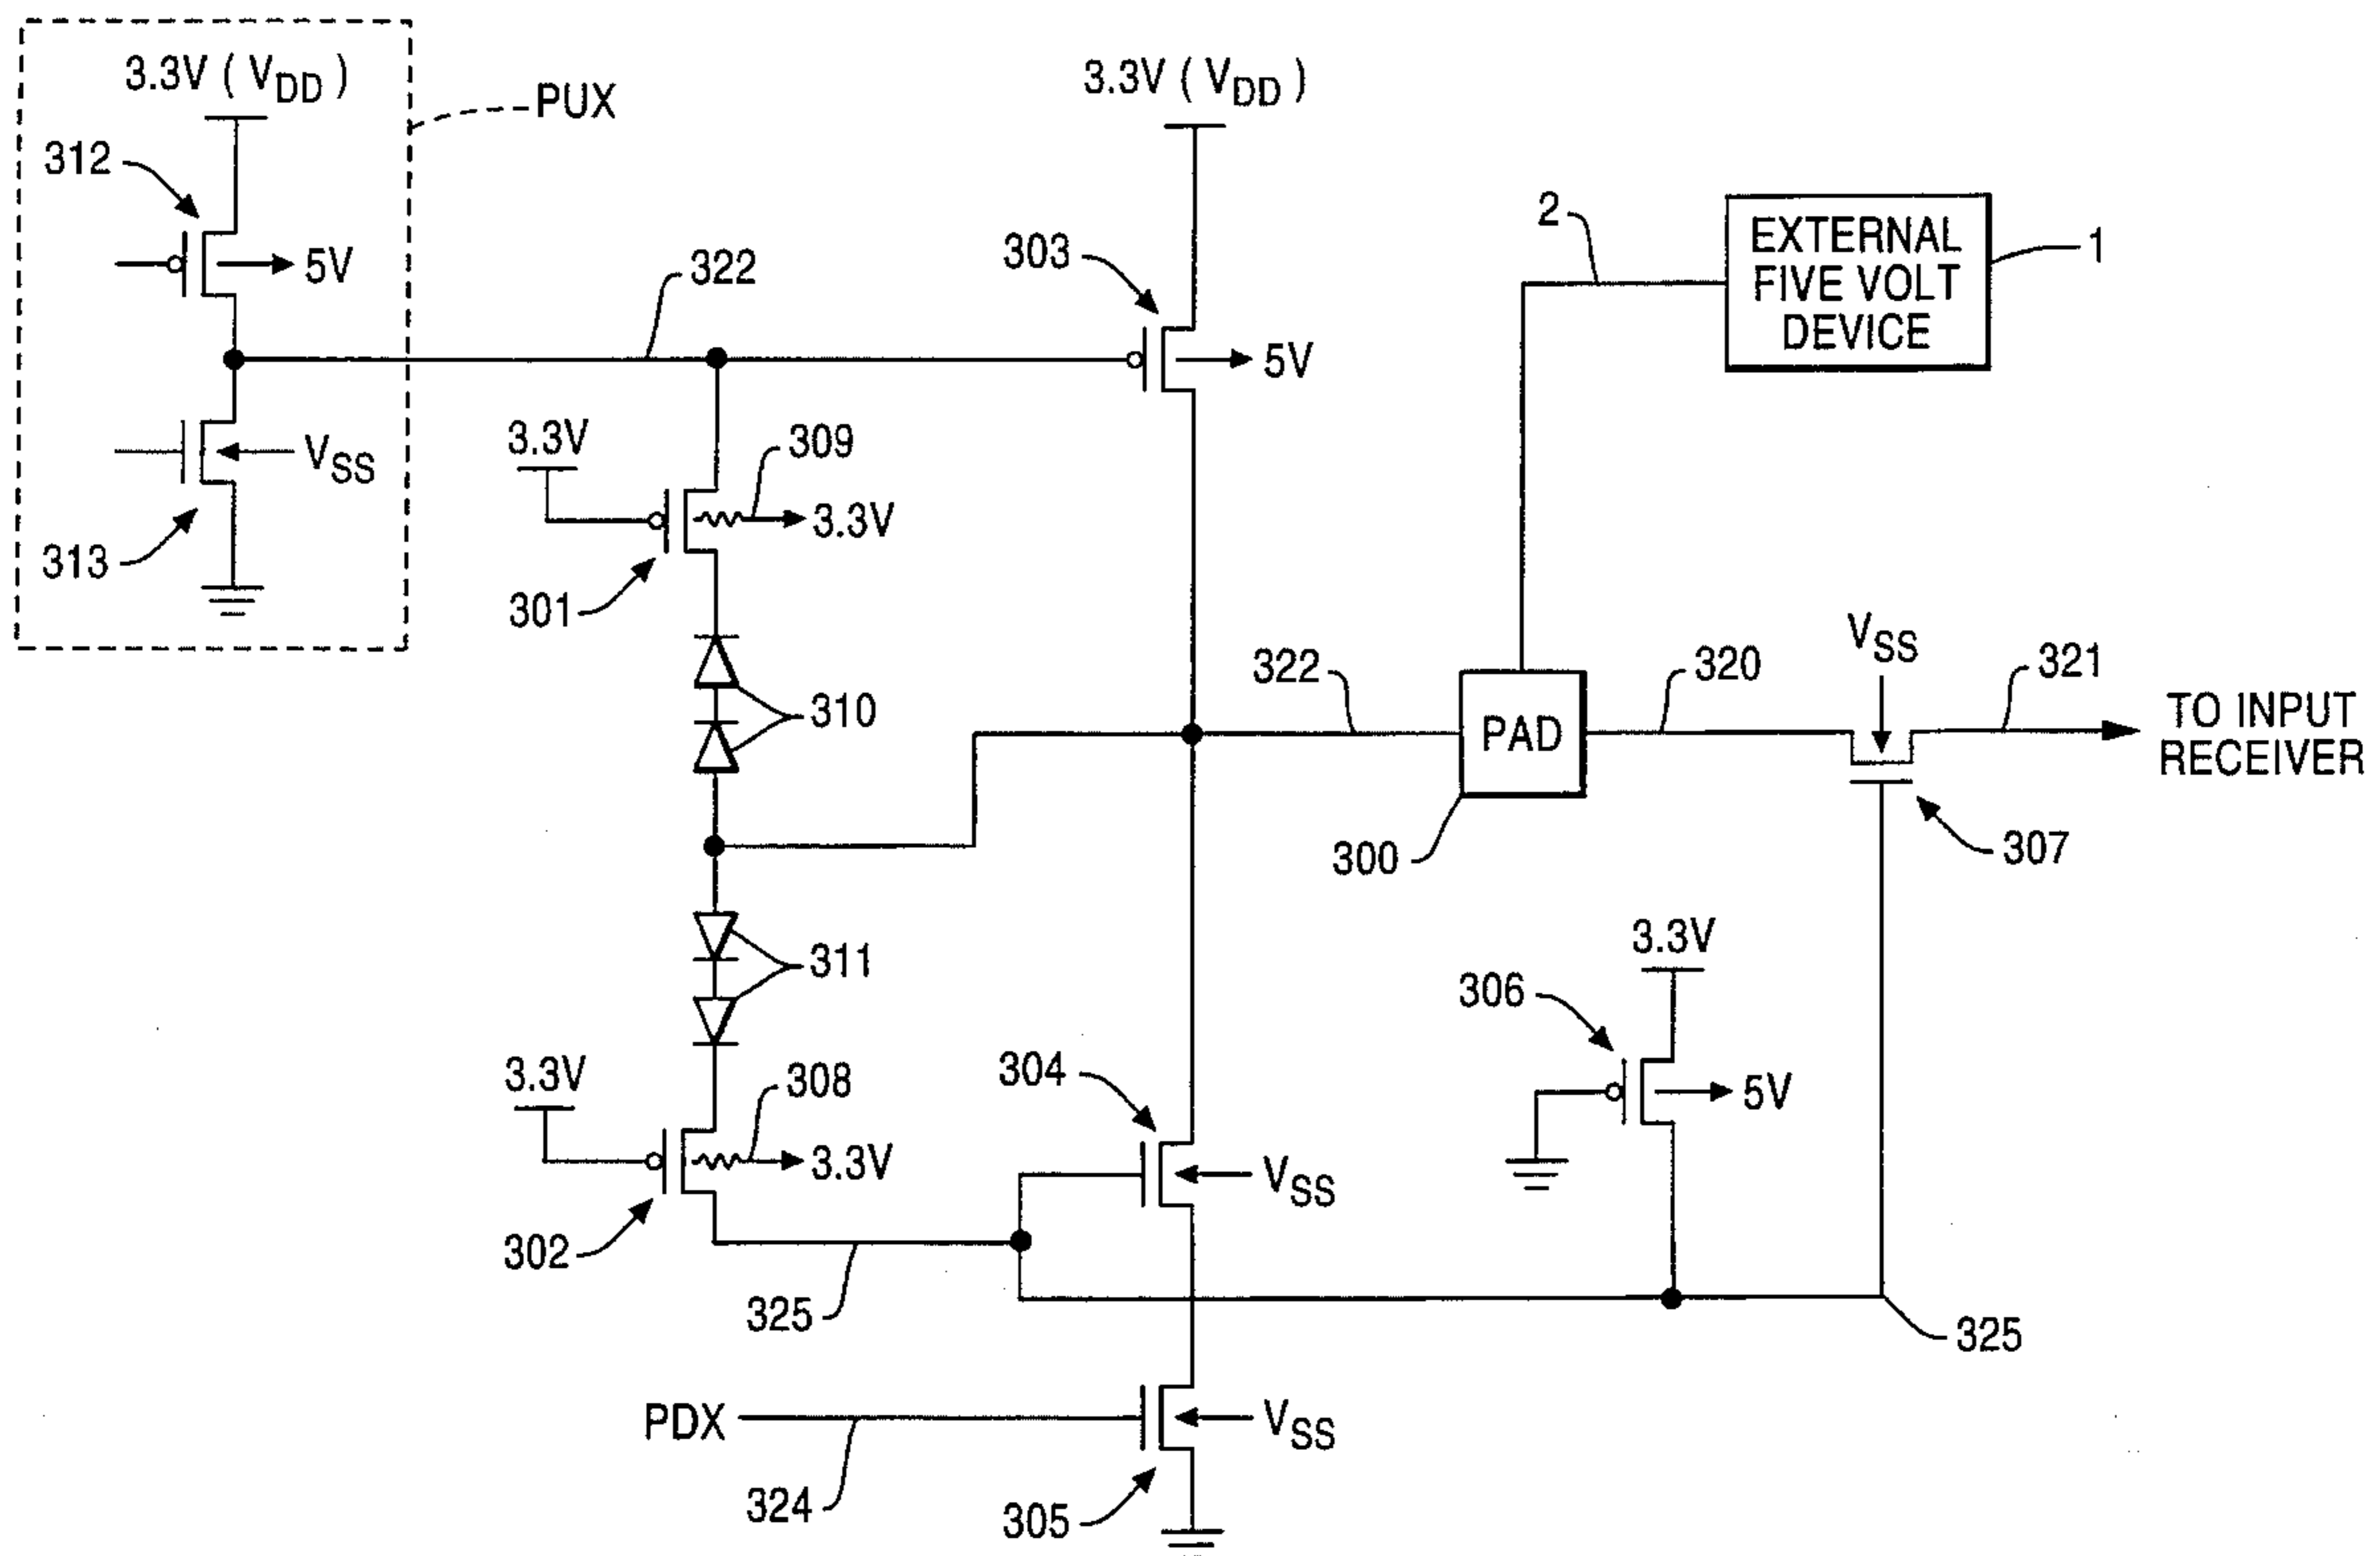 3.3V ( VDD )
PUX
312
5V
VSS
313
322
3.3V ( VDD )
303
5V
2
EXTERNAL
FIVE VOLT
DEVICE
1
3.3V
309
3.3V
301
310
322
PAD
300
320
VSS
321
TO INPUT
RECEIVER
307
311
3.3V
308
3.3V
302
325
304
VSS
3.3V
306
5V
325
PDX
324
VSS
305